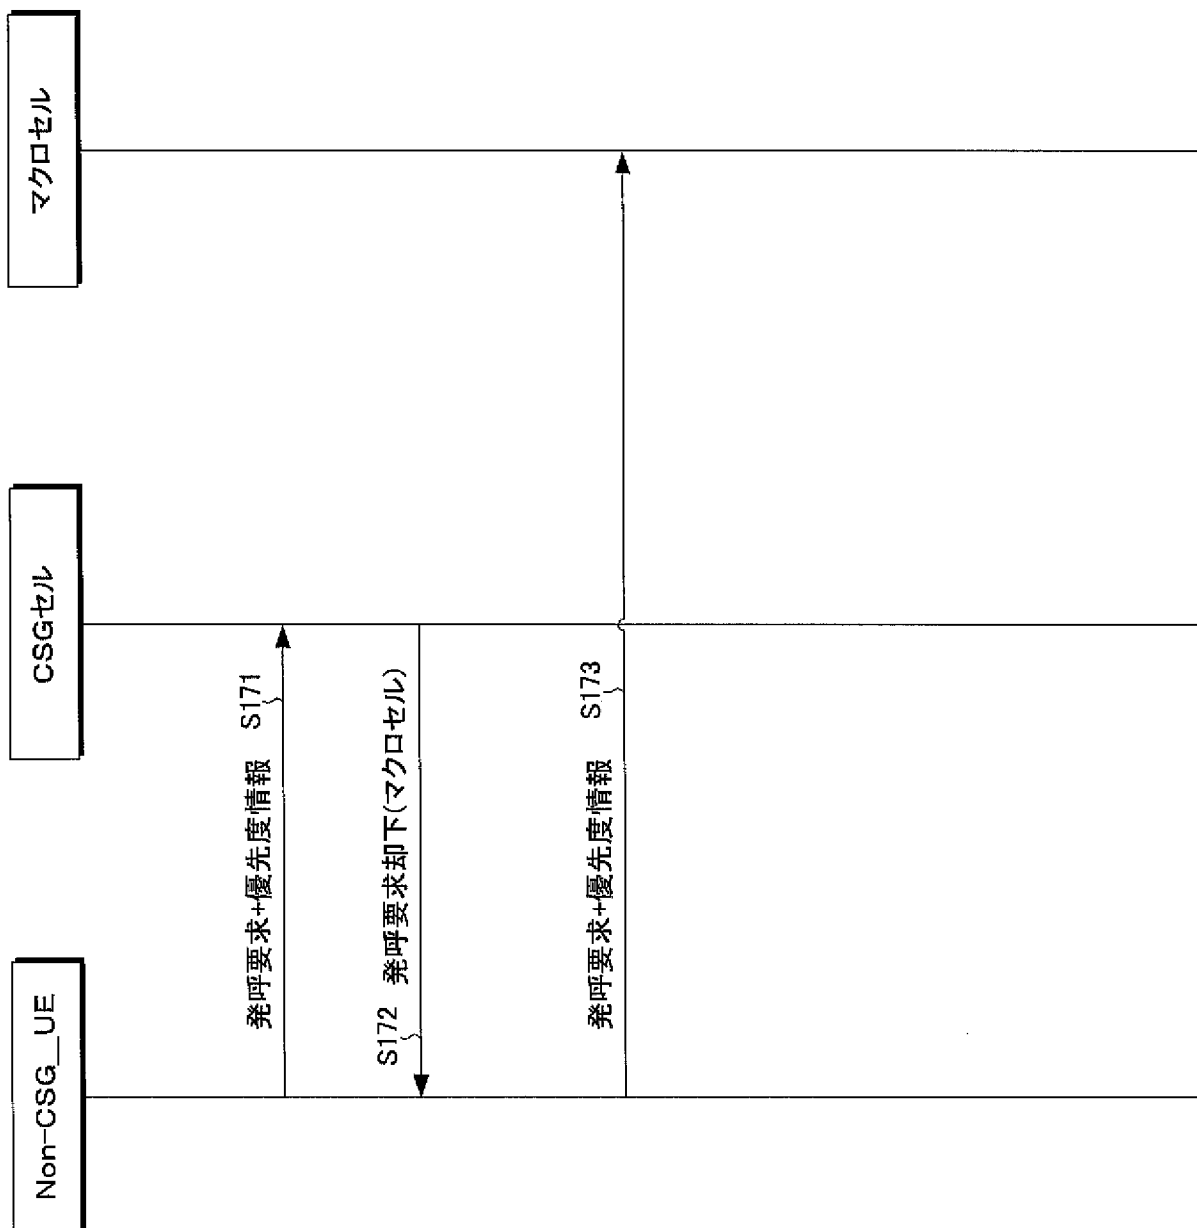 Non-CSG_UE
CSGセル
マクロセル
発呼要求+優先度情報 S171
S172 発呼要求却下(マクロセル)
発呼要求+優先度情報 S173